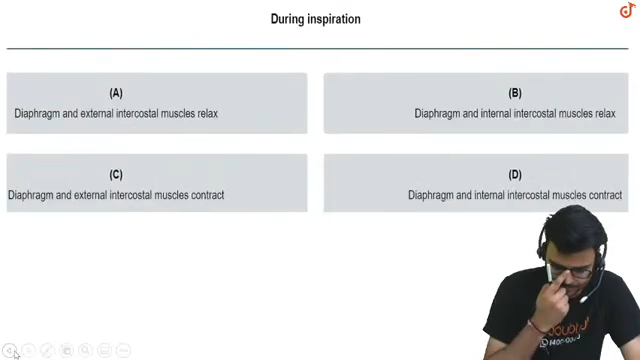 During inspiration
(A)
Diaphragm and external intercostal muscles relax
(B)
Diaphragm and internal intercostal muscles relax
(C)
Diaphragm and external intercostal muscles contract
(D)
Diaphragm and internal intercostal muscles contract